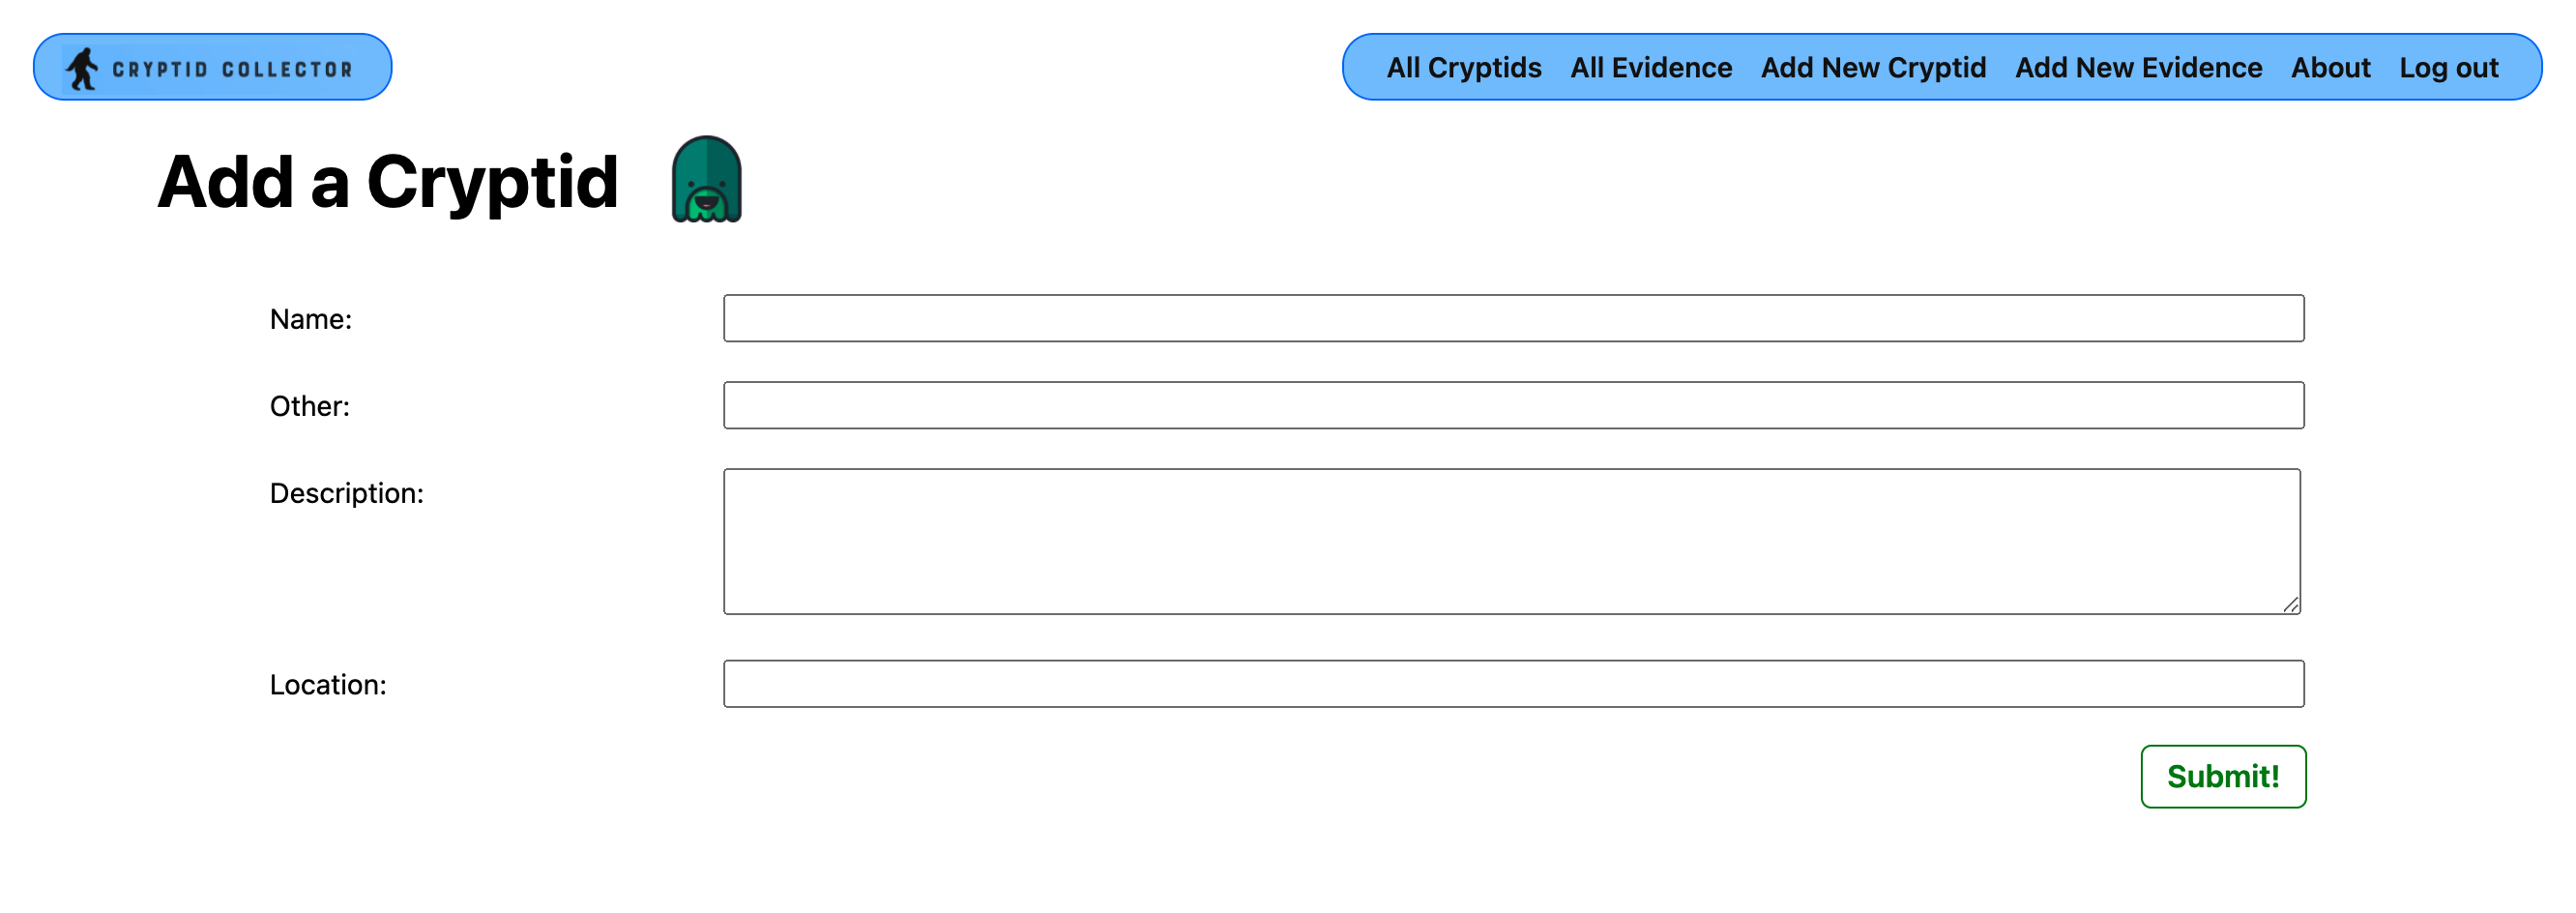 CRYPTID COLLECTOR
All Cryptids All Evidence Add New Cryptid Add New Evidence About Log out
Add a Cryptid
Name:
Other:
Description:
Location:
Submit!